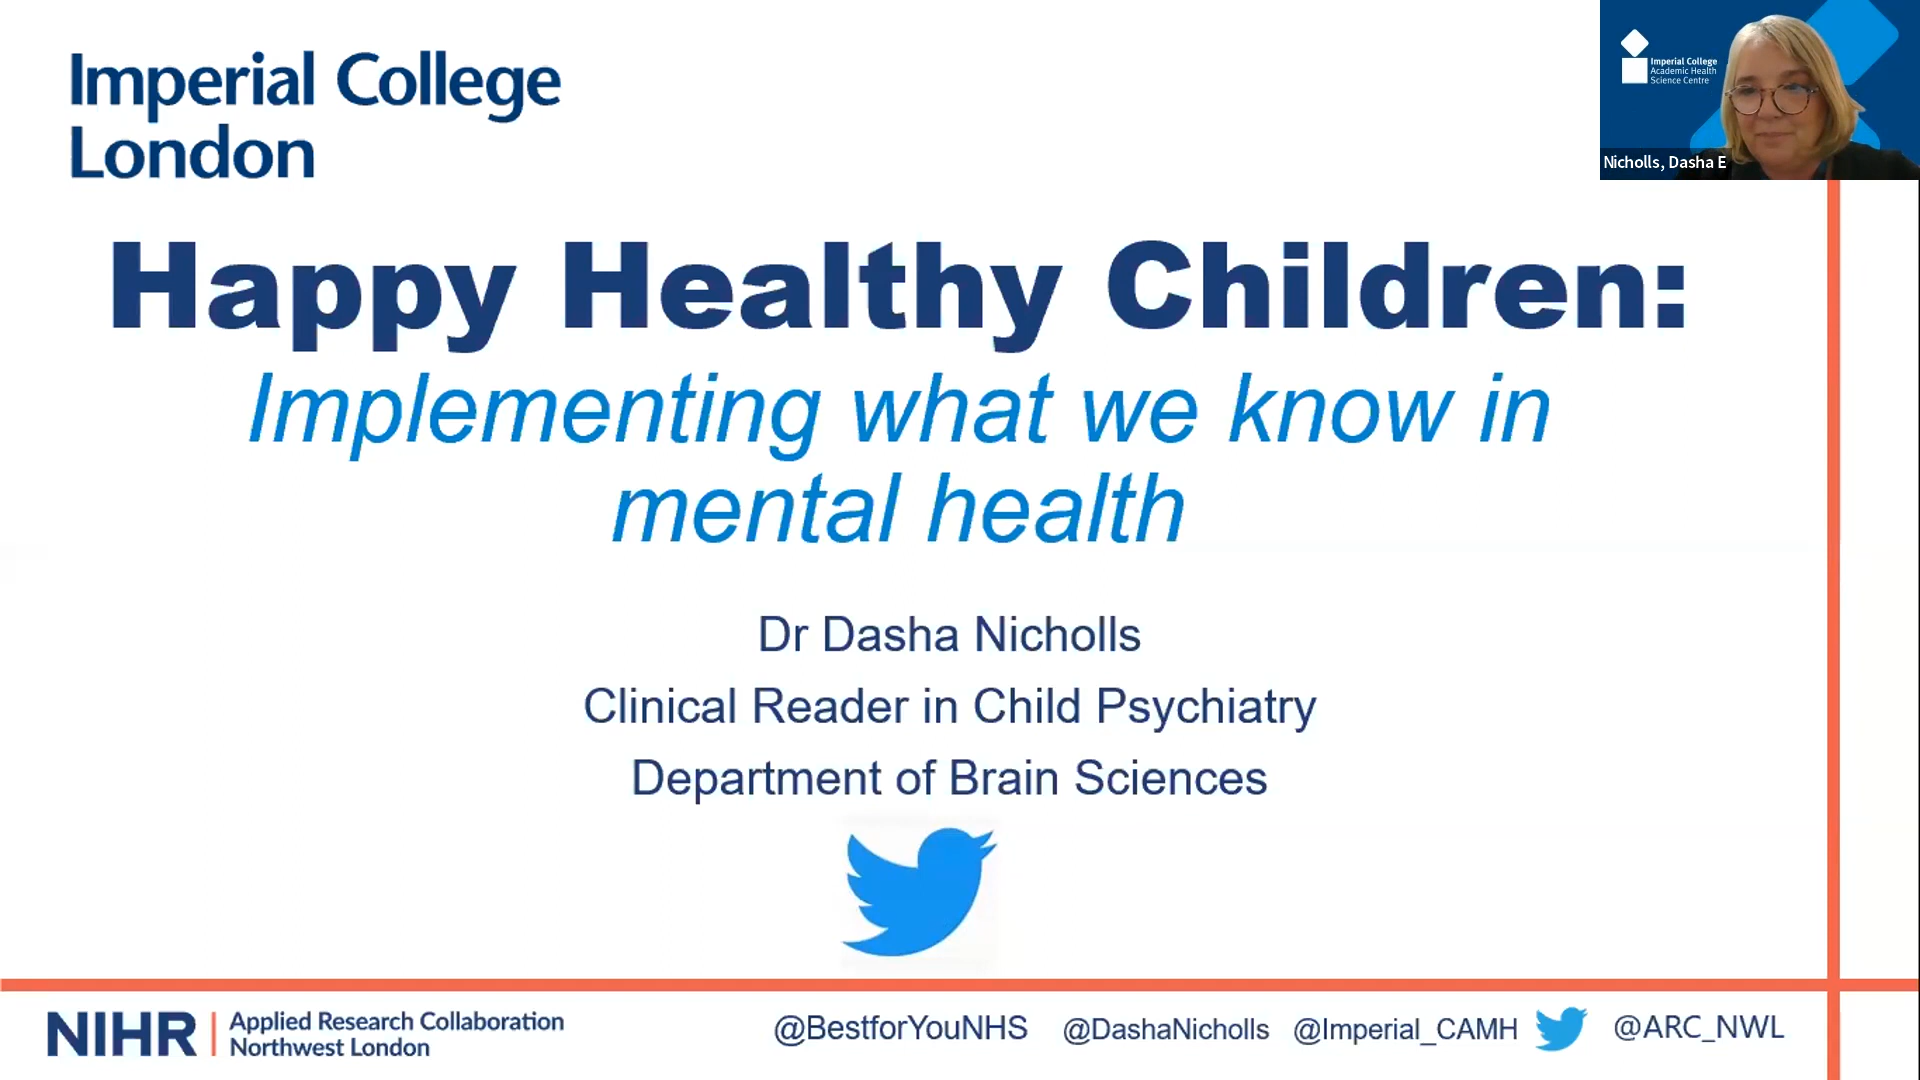 Imperial College
London
Imperial College
Academic Health
Science Centre
Nicholls, Dasha E
Happy Healthy Children:
Implementing what we know in
mental health
Dr Dasha Nicholls
Clinical Reader in Child Psychiatry
Department of Brain Sciences
NIHR
Applied Research Collaboration
Northwest London
@BestforYouNHS @DashaNicholls @Imperial_CAMH @ARC_NWL